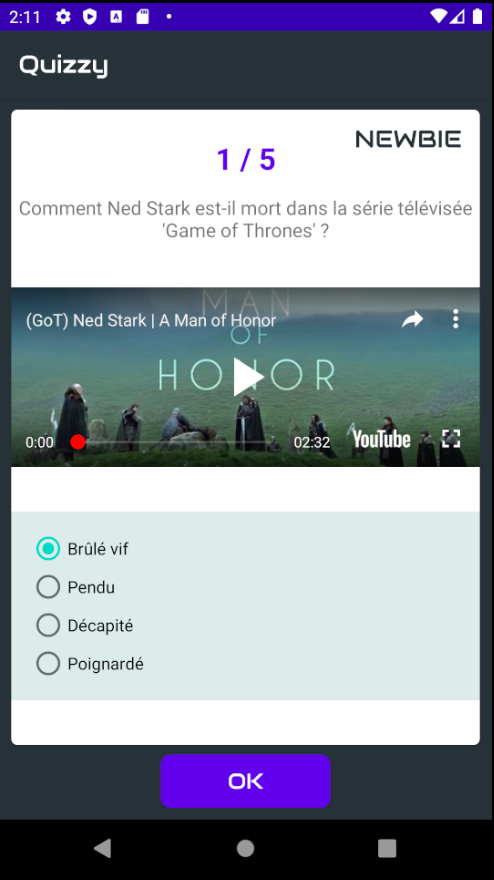 2:11
Quizzy
NEWBIE
1 / 5
Comment Ned Stark est-il mort dans la série télévisée
'Game of Thrones' ?
(GoT) Ned Stark | A Man of Honor
MAN
OF
HONOR
0:00
02:32
YouTube
Brûlé vif
Pendu
Décapité
Poignardé
OK